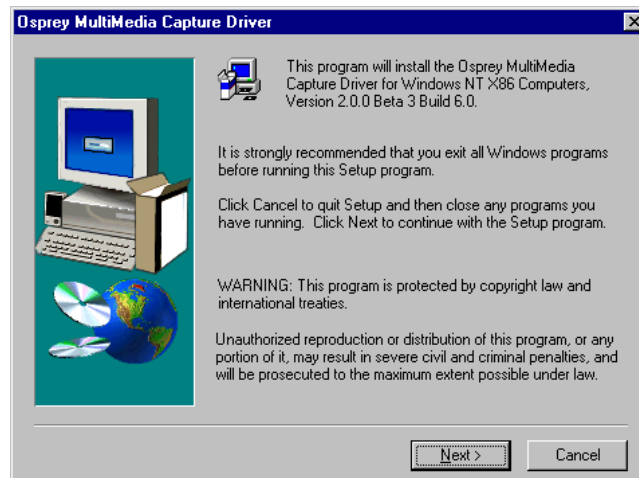 Osprey MultiMedia Capture Driver
This program will install the Osprey MultiMedia
Capture Driver for Windows NT X86 Computers,
Version 2.0.0 Beta 3 Build 6.0.
It is strongly recommended that you exit all Windows programs
before running this Setup program.
Click Cancel to quit Setup and then close any programs you
have running. Click Next to continue with the Setup program.
WARNING: This program is protected by copyright law and
international treaties.
Unauthorized reproduction or distribution of this program, or any
portion of it, may result in severe civil and criminal penalties, and
will be prosecuted to the maximum extent possible under law.
Next >
Cancel